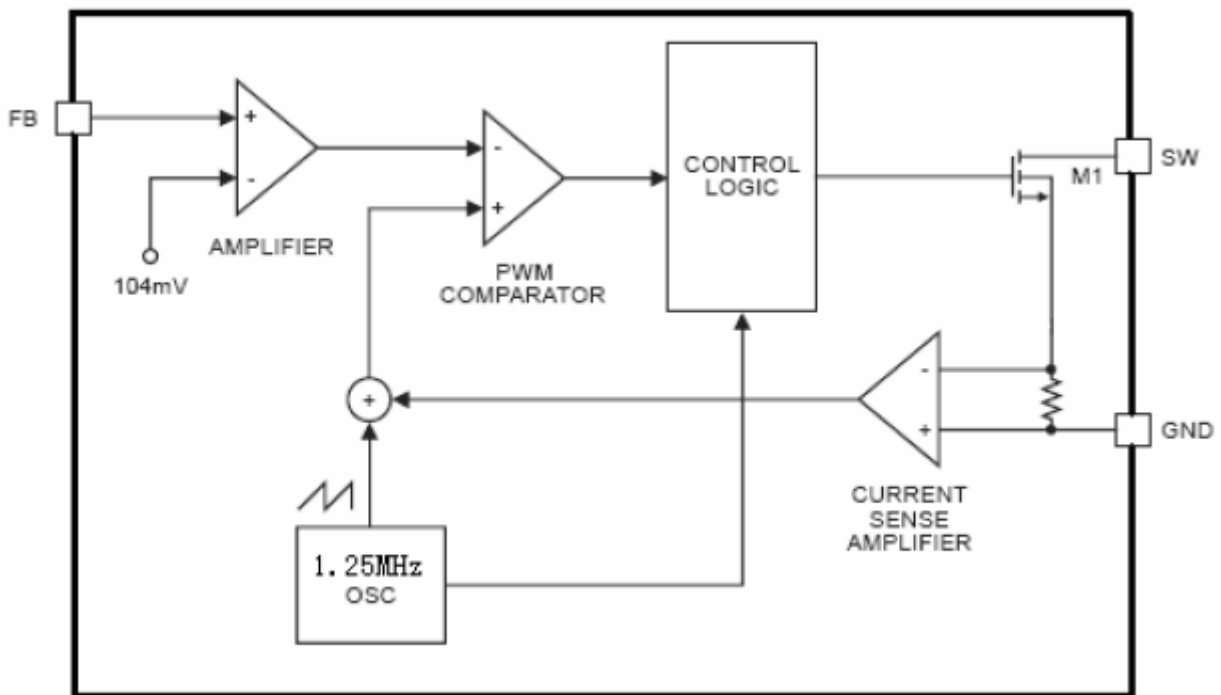 FB
+
-
104mV
AMPLIFIER
-
+
PWM
COMPARATOR
CONTROL
LOGIC
M1
SW
+
-
+
GND
CURRENT
SENSE
AMPLIFIER
1.25MHz
OSC